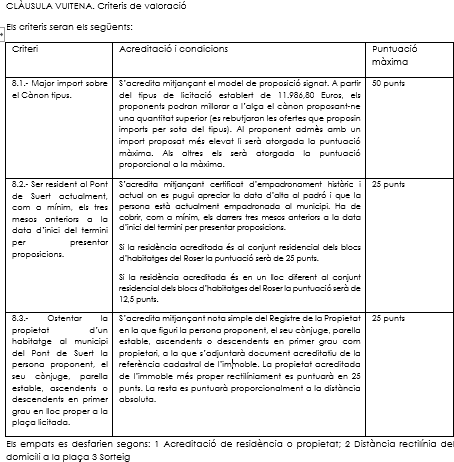 CLÀUSULA VUITENA. Criteris de valoració
Els criteris seran els següents:
Criteri
Acreditació i condicions
Puntuació
màxima
8.1.- Major import sobre
el Cànon tipus.
S'acredita mitjançant el model de proposició signat. A partir
del tipus de licitació establert de 11.986,80 Euros, els
proponents podran millorar a l'alça el cànon proposant-ne
una quantitat superior (es rebutjaran les ofertes que proposin
imports per sota del tipus). Al proponent admès amb un
import proposat més elevat li serà atorgada la puntuació
màxima. Als altres els serà atorgada la puntuació
proporcional a la màxima.
50 punts
8.2.- Ser resident al Pont
de Suert actualment,
com a mínim, els tres
mesos anteriors a la
data d'inici del termini
per presentar
proposicions.
S'acredita mitjançant certificat d'empadronament històric i
actual on es pugui apreciar la data d'alta al padró i que la
persona està actualment empadronada al municipi. Ha de
cobrir, com a mínim, els darrers tres mesos anteriors a la data
d'inici del termini per presentar proposicions.
Si la residència acreditada és al conjunt residencial dels blocs
d'habitatges del Roser la puntuació serà de 25 punts.
Si la residència acreditada és en un lloc diferent al conjunt
residencial dels blocs d'habitatges del Roser la puntuació serà de
12,5 punts.
25 punts
8.3.- Ostentar la
propietat d'un
habitatge al municipi
del Pont de Suert la
persona proponent, el
seu cònjuge, parella
estable, ascendents o
descendents en primer
grau en lloc proper a la
plaça licitada.
S'acredita mitjançant nota simple del Registre de la Propietat
en la que figuri la persona proponent, el seu cònjuge, parella
estable, ascendents o descendents en primer grau com
propietari, a la que s'adjuntarà document acreditatiu de la
referència cadastral de l'immoble. La propietat acreditada
de l'immoble més proper rectilíniament es puntuarà en 25
punts. La resta es puntuarà proporcionalment a la distància
absoluta.
25 punts
Els empats es desfarien segons: 1 Acreditació de residència o propietat; 2 Distància rectilínia del
domicili a la plaça 3 Sorteig